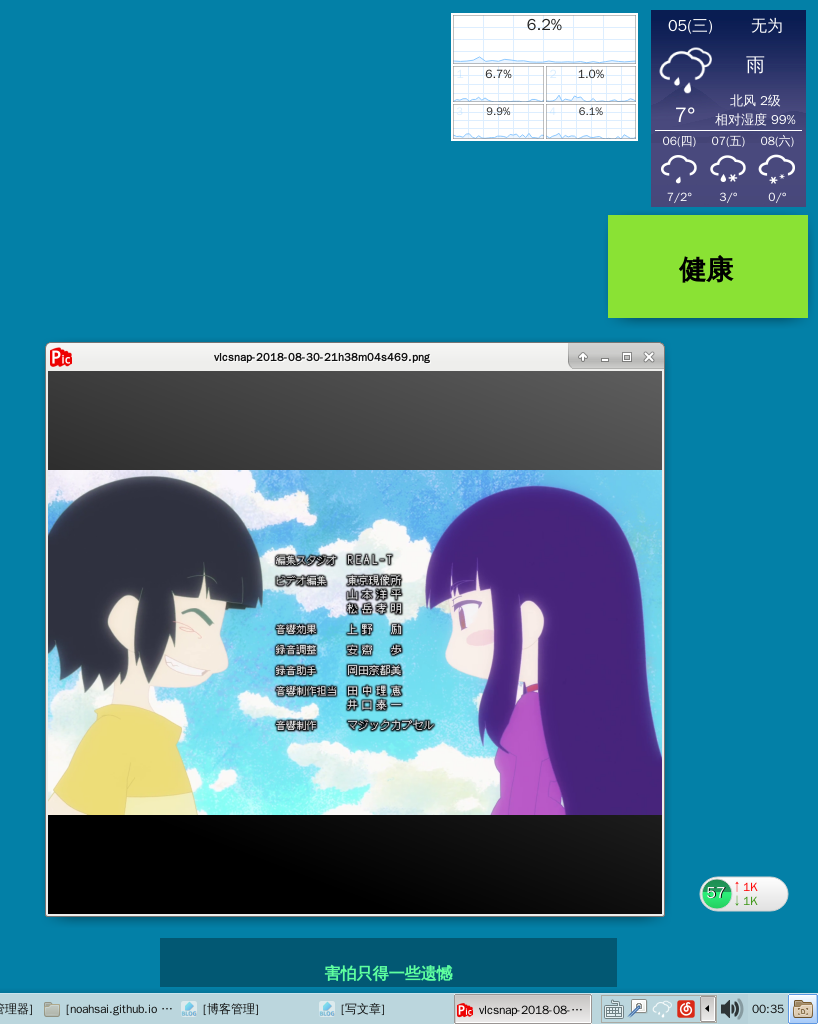 6.2%
6.7%
1.0%
9.9%
6.1%
05(三) 无为
雨
7° 北风 2级
相对湿度 99%
06(四) 07(五) 08(六)
7/2° 3/° 0/°
健康
Pic vlcsnap-2018-08-30-21h38m04s469.png
編集スタジオ REAL-T
ビデオ編集 東京現像所
山本洋平
松岳孝明
音響効果 上野 励
録音調整 安齋 歩
録音助手 岡田奈都美
音響制作担当 田中理恵
井口泰一
音響制作 マジックカプセル
57 ↑ 1K
↓ 1K
害怕只得一些遗憾
管理器] [noahsai.github.io ··· [博客管理] [写文章] vlcsnap-2018-08-··· 00:35